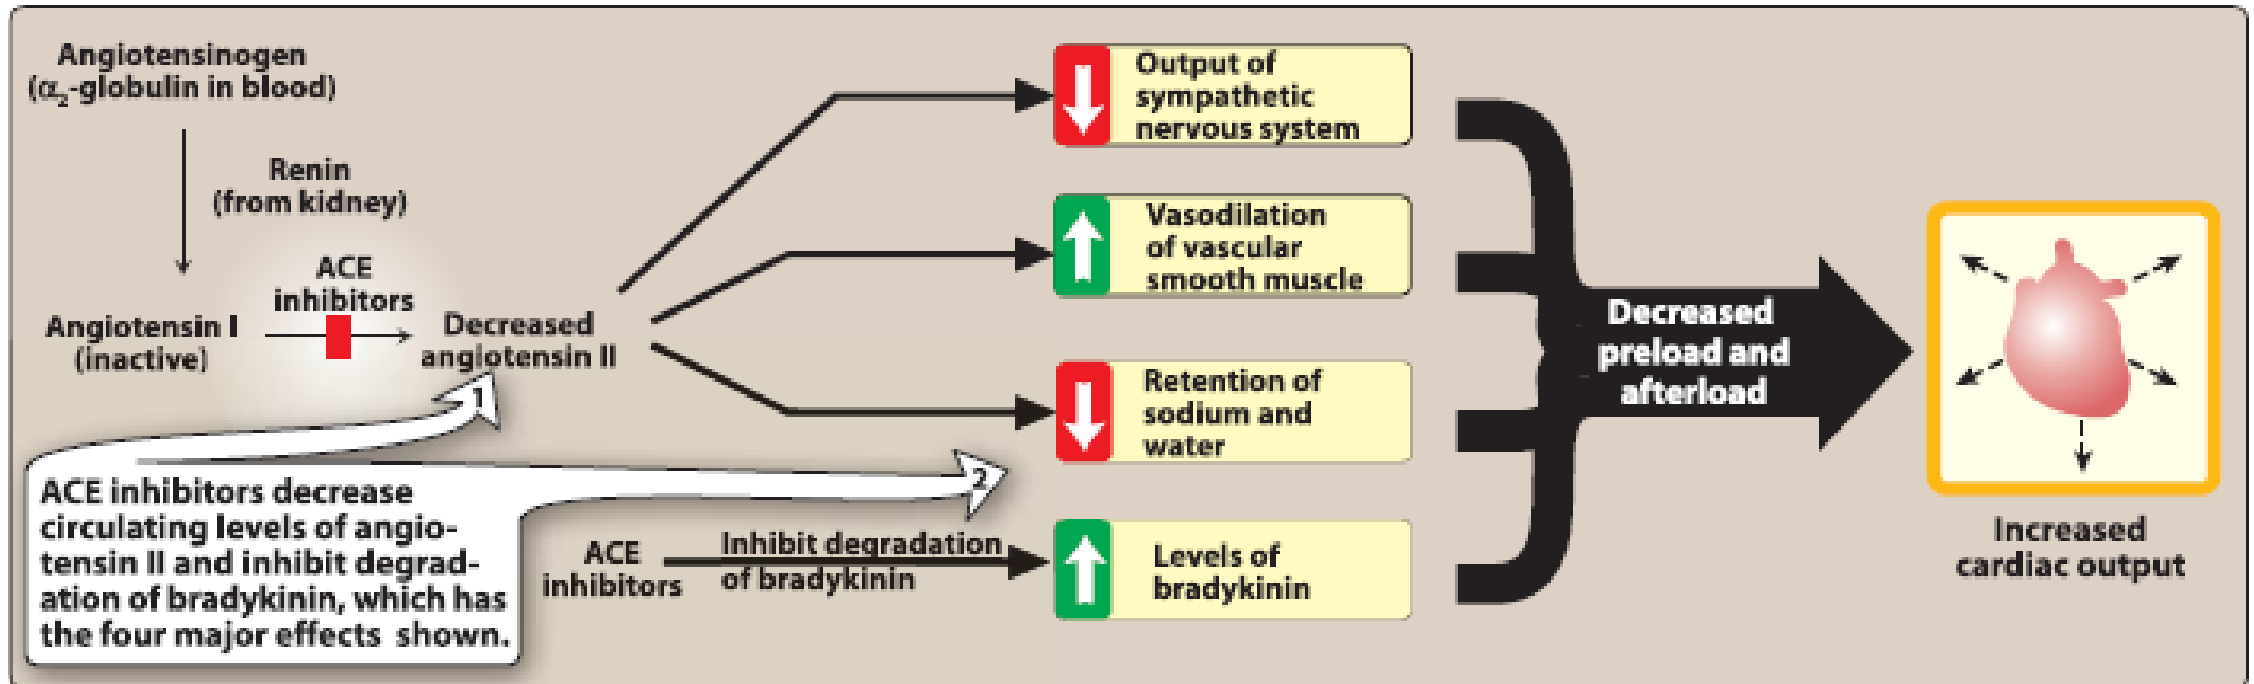 Angiotensinogen
(α₂-globulin in blood)
Renin
(from kidney)
ACE
inhibitors
Angiotensin I
(inactive)
Decreased
angiotensin II
1
2
ACE inhibitors decrease
circulating levels of angio-
tensin II and inhibit degrad-
ation of bradykinin, which has
the four major effects shown.
ACE
inhibitors
Inhibit degradation
of bradykinin
Output of
sympathetic
nervous system
Vasodilation
of vascular
smooth muscle
Retention of
sodium and
water
Levels of
bradykinin
Decreased
preload and
afterload
Increased
cardiac output